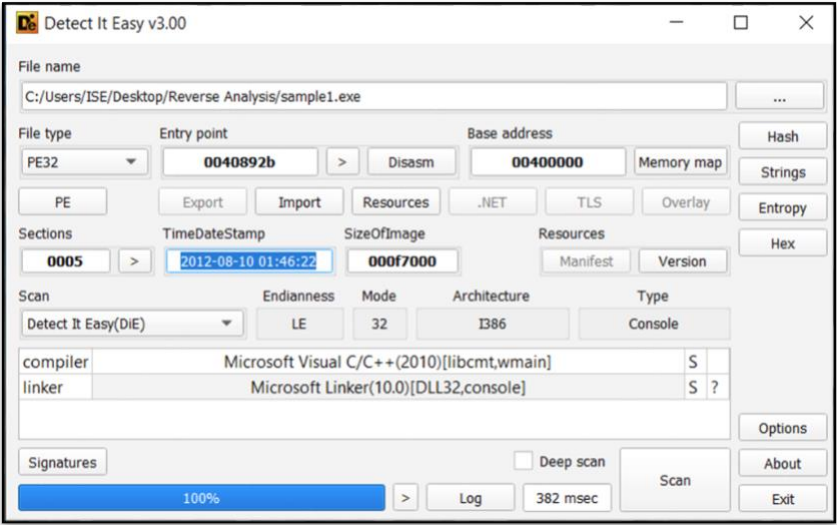 Detect It Easy v3.00
File name
C:/Users/ISE/Desktop/Reverse Analysis/sample1.exe ...
File type Entry point Base address
PE32 0040892b > Disasm 00400000 Memory map Hash
Strings
PE Export Import Resources .NET TLS Overlay Entropy
Sections TimeDateStamp SizeOfImage Resources
0005 > 2012-08-10 01:46:22 000f7000 Manifest Version Hex
Scan Endianness Mode Architecture Type
Detect It Easy(DiE) LE 32 I386 Console
compiler Microsoft Visual C/C++(2010)[libcmt,wmain] S
linker Microsoft Linker(10.0)[DLL32,console] S ?
Options
Signatures Deep scan Scan About
100% > Log 382 msec Exit